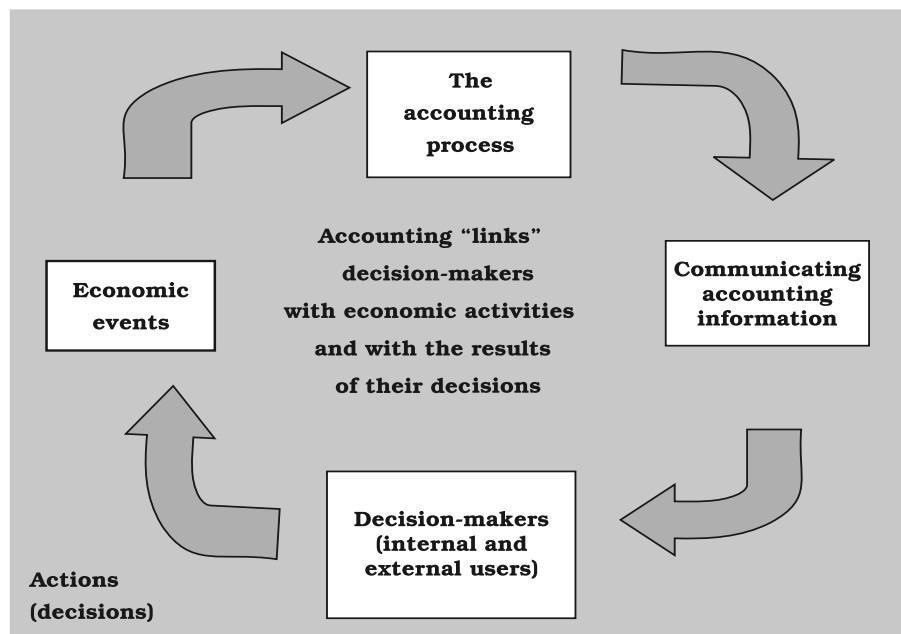 The
accounting
process
Communicating
accounting
information
Accounting “links”
decision-makers
with economic activities
and with the results
of their decisions
Economic
events
Decision-makers
(internal and
external users)
Actions
(decisions)